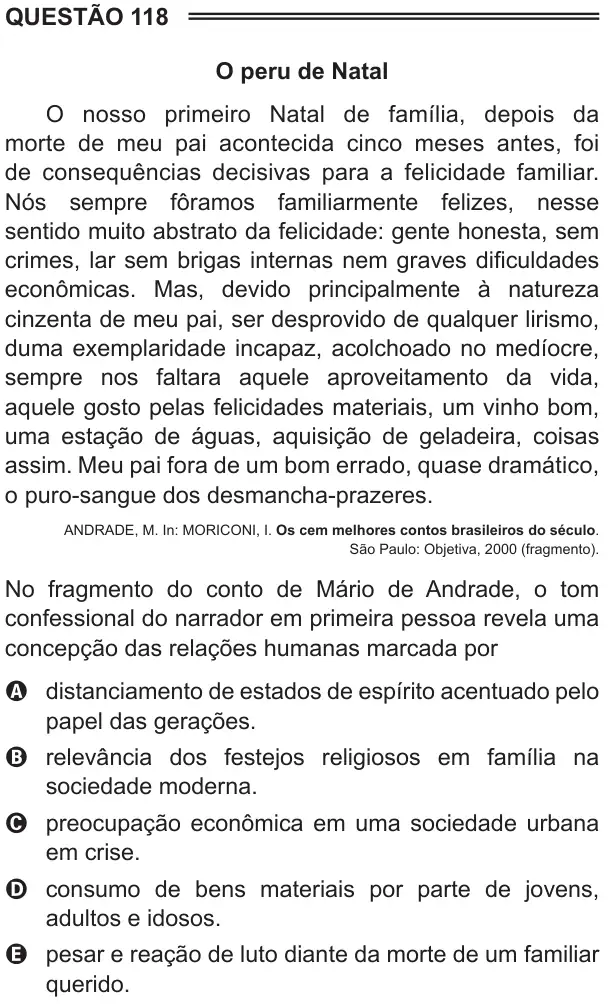 QUESTÃO 118
O peru de Natal
O nosso primeiro Natal de família, depois da
morte de meu pai acontecida cinco meses antes, foi
de consequências decisivas para a felicidade familiar.
Nós sempre fôramos familiarmente felizes, nesse
sentido muito abstrato da felicidade: gente honesta, sem
crimes, lar sem brigas internas nem graves dificuldades
econômicas. Mas, devido principalmente à natureza
cinzenta de meu pai, ser desprovido de qualquer lirismo,
duma exemplaridade incapaz, acolchoado no medíocre,
sempre nos faltara aquele aproveitamento da vida,
aquele gosto pelas felicidades materiais, um vinho bom,
uma estação de águas, aquisição de geladeira, coisas
assim. Meu pai fora de um bom errado, quase dramático,
o puro-sangue dos desmancha-prazeres.
ANDRADE, M. In: MORICONI, I. Os cem melhores contos brasileiros do século.
São Paulo: Objetiva, 2000 (fragmento).
No fragmento do conto de Mário de Andrade, o tom
confessional do narrador em primeira pessoa revela uma
concepção das relações humanas marcada por
A distanciamento de estados de espírito acentuado pelo
papel das gerações.
B relevância dos festejos religiosos em família na
sociedade moderna.
C preocupação econômica em uma sociedade urbana
em crise.
D consumo de bens materiais por parte de jovens,
adultos e idosos.
E pesar e reação de luto diante da morte de um familiar
querido.